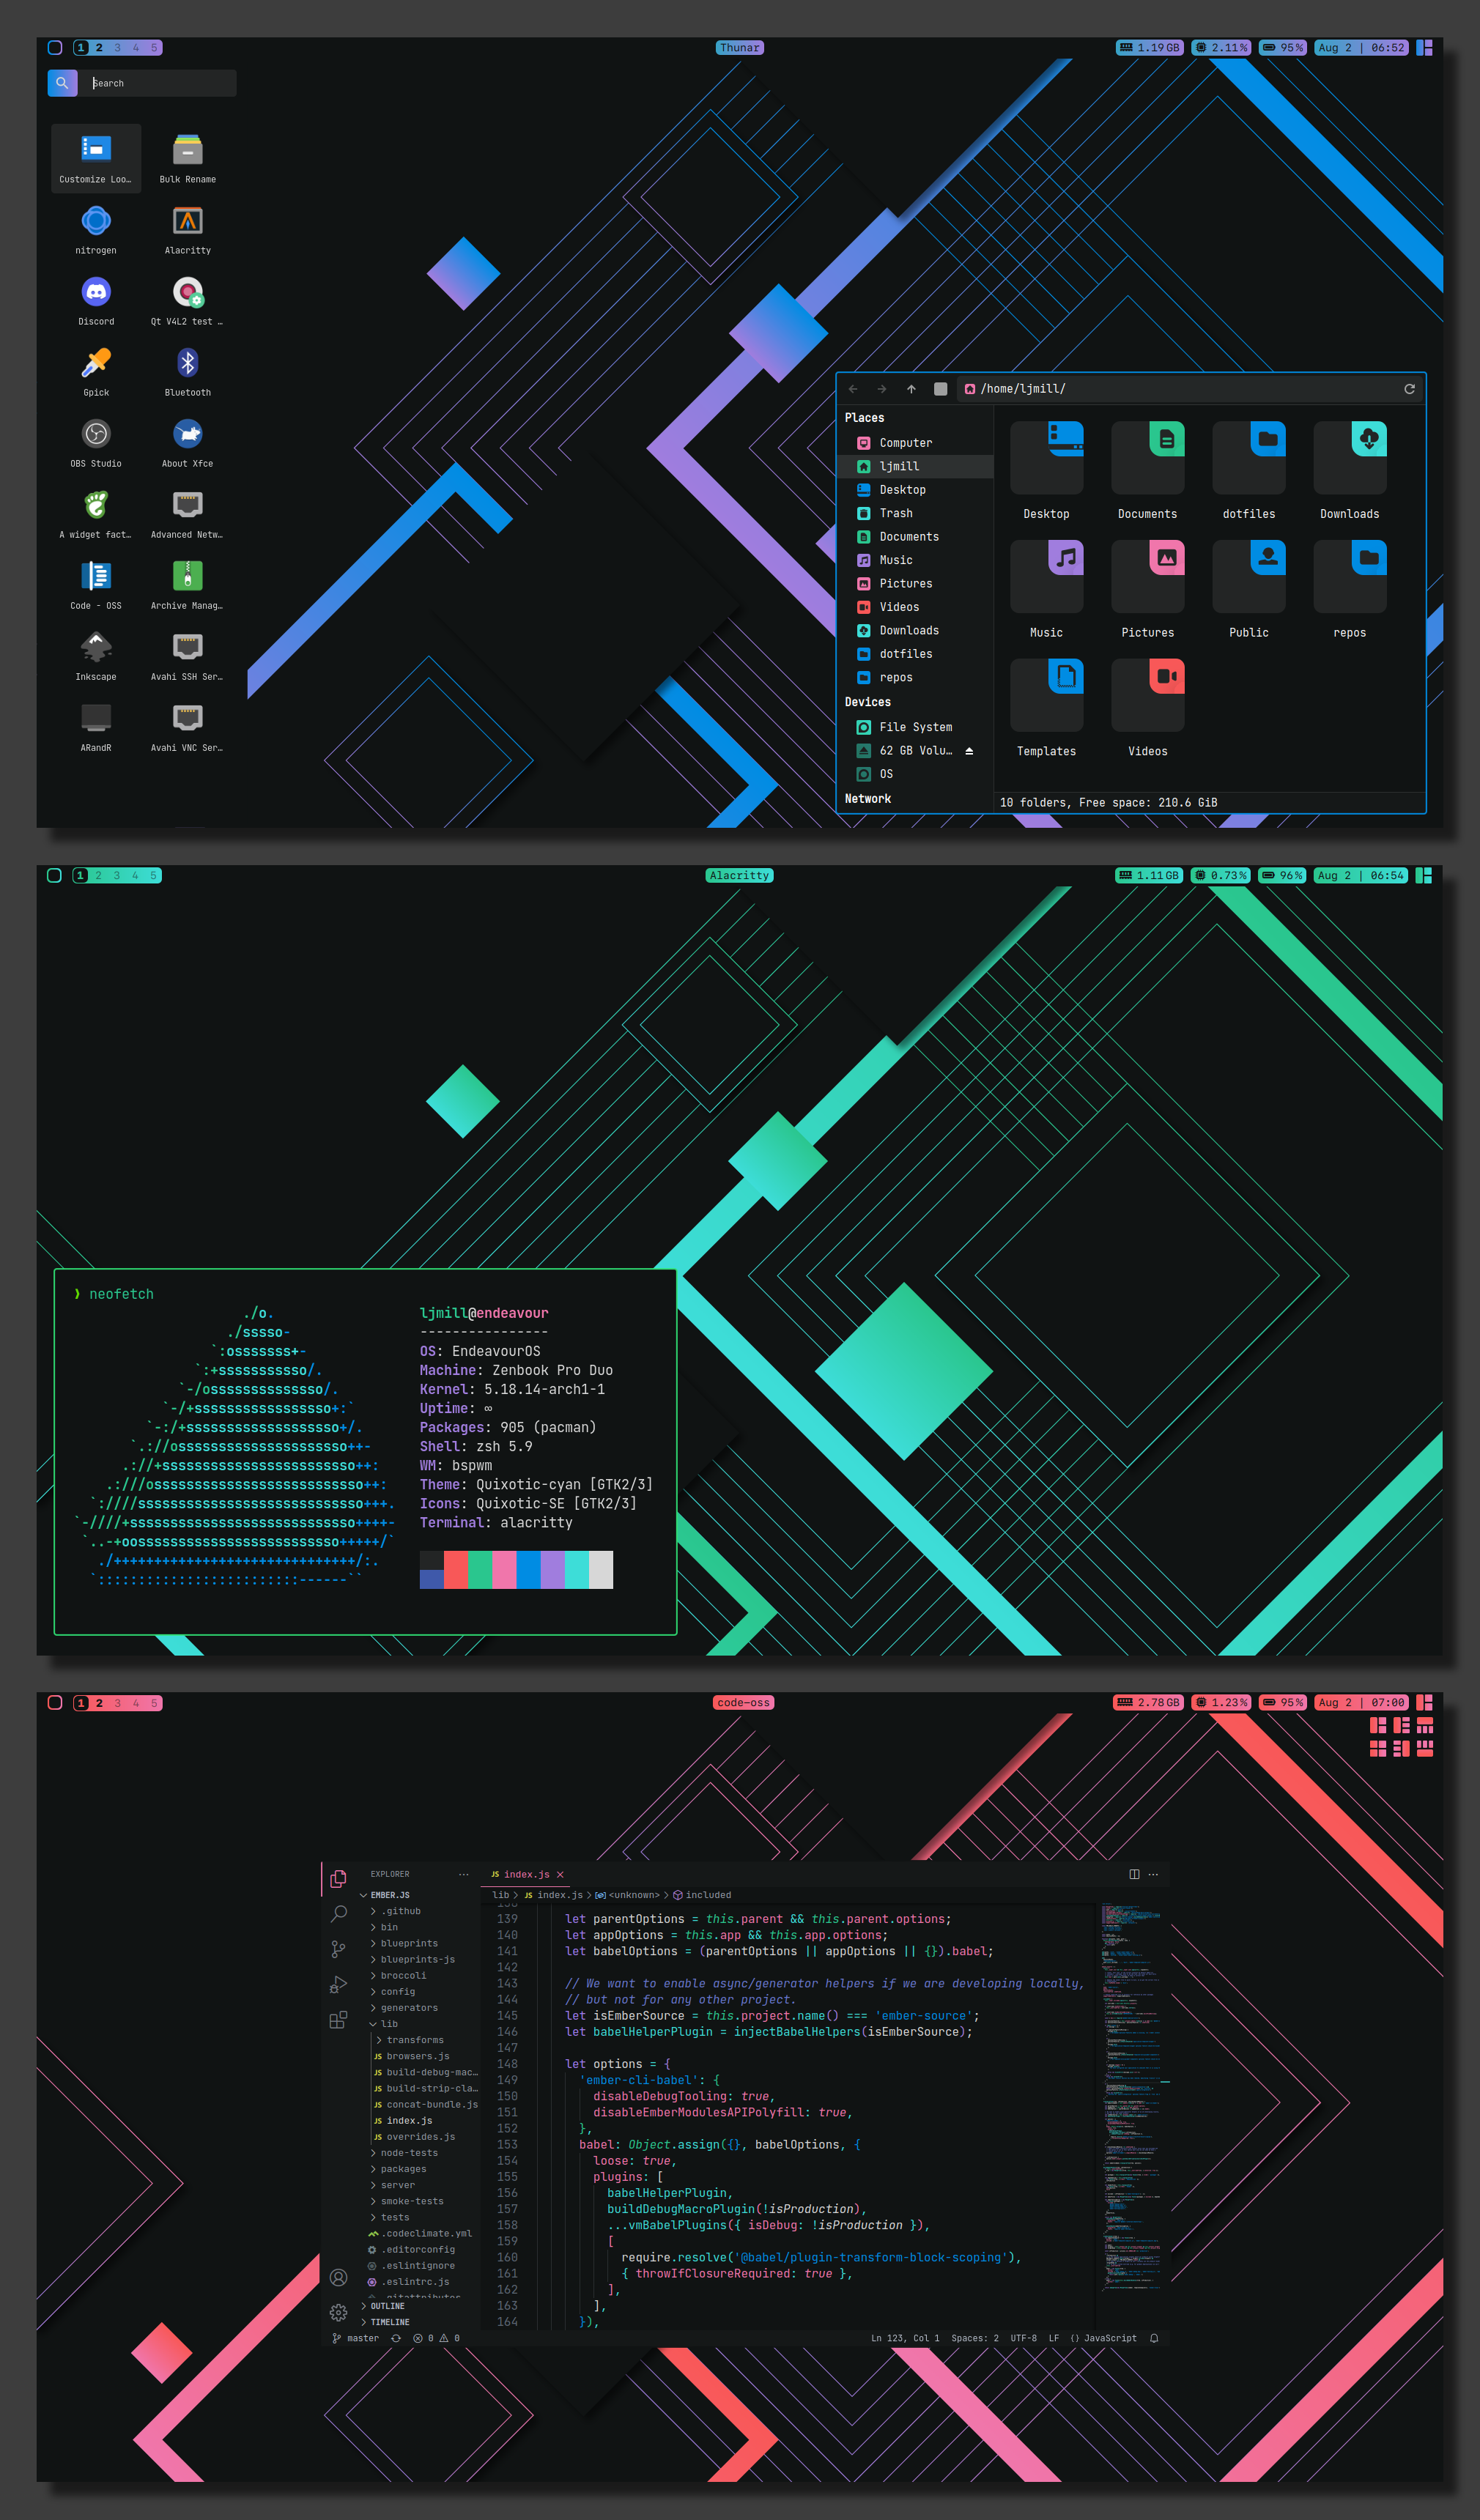 1 2 3 4 5
Thunar
1.19GB 2.11% 95% Aug 2 | 06:52
Search
Customize Loo… Bulk Rename
nitrogen Alacritty
Discord Qt V4L2 test …
Gpick Bluetooth
OBS Studio About Xfce
A widget fact… Advanced Netw…
Code - OSS Archive Manag…
Inkscape Avahi SSH Ser…
ARandR Avahi VNC Ser…
/home/ljmill/
Places
Computer
ljmill
Desktop
Trash
Documents
Music
Pictures
Videos
Downloads
dotfiles
repos
Devices
File System
62 GB Volu…
OS
Network
Desktop Documents dotfiles Downloads
Music Pictures Public repos
Templates Videos
10 folders, Free space: 210.6 GiB
1 2 3 4 5
Alacritty
1.11GB 0.73% 96% Aug 2 | 06:54
❯ neofetch
./o.
./sssso-
`:osssssss+-
`:+sssssssssso/.
`-/ossssssssssssso/.
`-/+sssssssssssssssso+:`
`-:/+sssssssssssssssssso+/.
`.://osssssssssssssssssssso++-
.://+ssssssssssssssssssssssso++:
.:///ossssssssssssssssssssssssso++:
`:////ssssssssssssssssssssssssssso+++.
`-////+ssssssssssssssssssssssssssso++++-
`..-+oosssssssssssssssssssssssso+++++/`
./++++++++++++++++++++++++++++++/:.
`:::::::::::::::::::::::::------``
ljmill@endeavour
----------------
OS: EndeavourOS
Machine: Zenbook Pro Duo
Kernel: 5.18.14-arch1-1
Uptime: ∞
Packages: 905 (pacman)
Shell: zsh 5.9
WM: bspwm
Theme: Quixotic-cyan [GTK2/3]
Icons: Quixotic-SE [GTK2/3]
Terminal: alacritty
1 2 3 4 5
code-oss
2.78GB 1.23% 95% Aug 2 | 07:00
EXPLORER ···
EMBER.JS
.github
bin
blueprints
blueprints-js
broccoli
config
generators
lib
transforms
JS browsers.js
JS build-debug-mac…
JS build-strip-cla…
JS concat-bundle.js
JS index.js
JS overrides.js
node-tests
packages
server
smoke-tests
tests
.codeclimate.yml
.editorconfig
.eslintignore
.eslintrc.js
.gitattributes
OUTLINE
TIMELINE
JS index.js
lib > JS index.js > <unknown> > included
138
139 let parentOptions = this.parent && this.parent.options;
140 let appOptions = this.app && this.app.options;
141 let babelOptions = (parentOptions || appOptions || {}).babel;
142
143 // We want to enable async/generator helpers if we are developing locally,
144 // but not for any other project.
145 let isEmberSource = this.project.name() === 'ember-source';
146 let babelHelperPlugin = injectBabelHelpers(isEmberSource);
147
148 let options = {
149 'ember-cli-babel': {
150 disableDebugTooling: true,
151 disableEmberModulesAPIPolyfill: true,
152 },
153 babel: Object.assign({}, babelOptions, {
154 loose: true,
155 plugins: [
156 babelHelperPlugin,
157 buildDebugMacroPlugin(!isProduction),
158 ...vmBabelPlugins({ isDebug: !isProduction }),
159 [
160 require.resolve('@babel/plugin-transform-block-scoping'),
161 { throwIfClosureRequired: true },
162 ],
163 ],
164 }),
master 0 0
Ln 123, Col 1 Spaces: 2 UTF-8 LF {} JavaScript